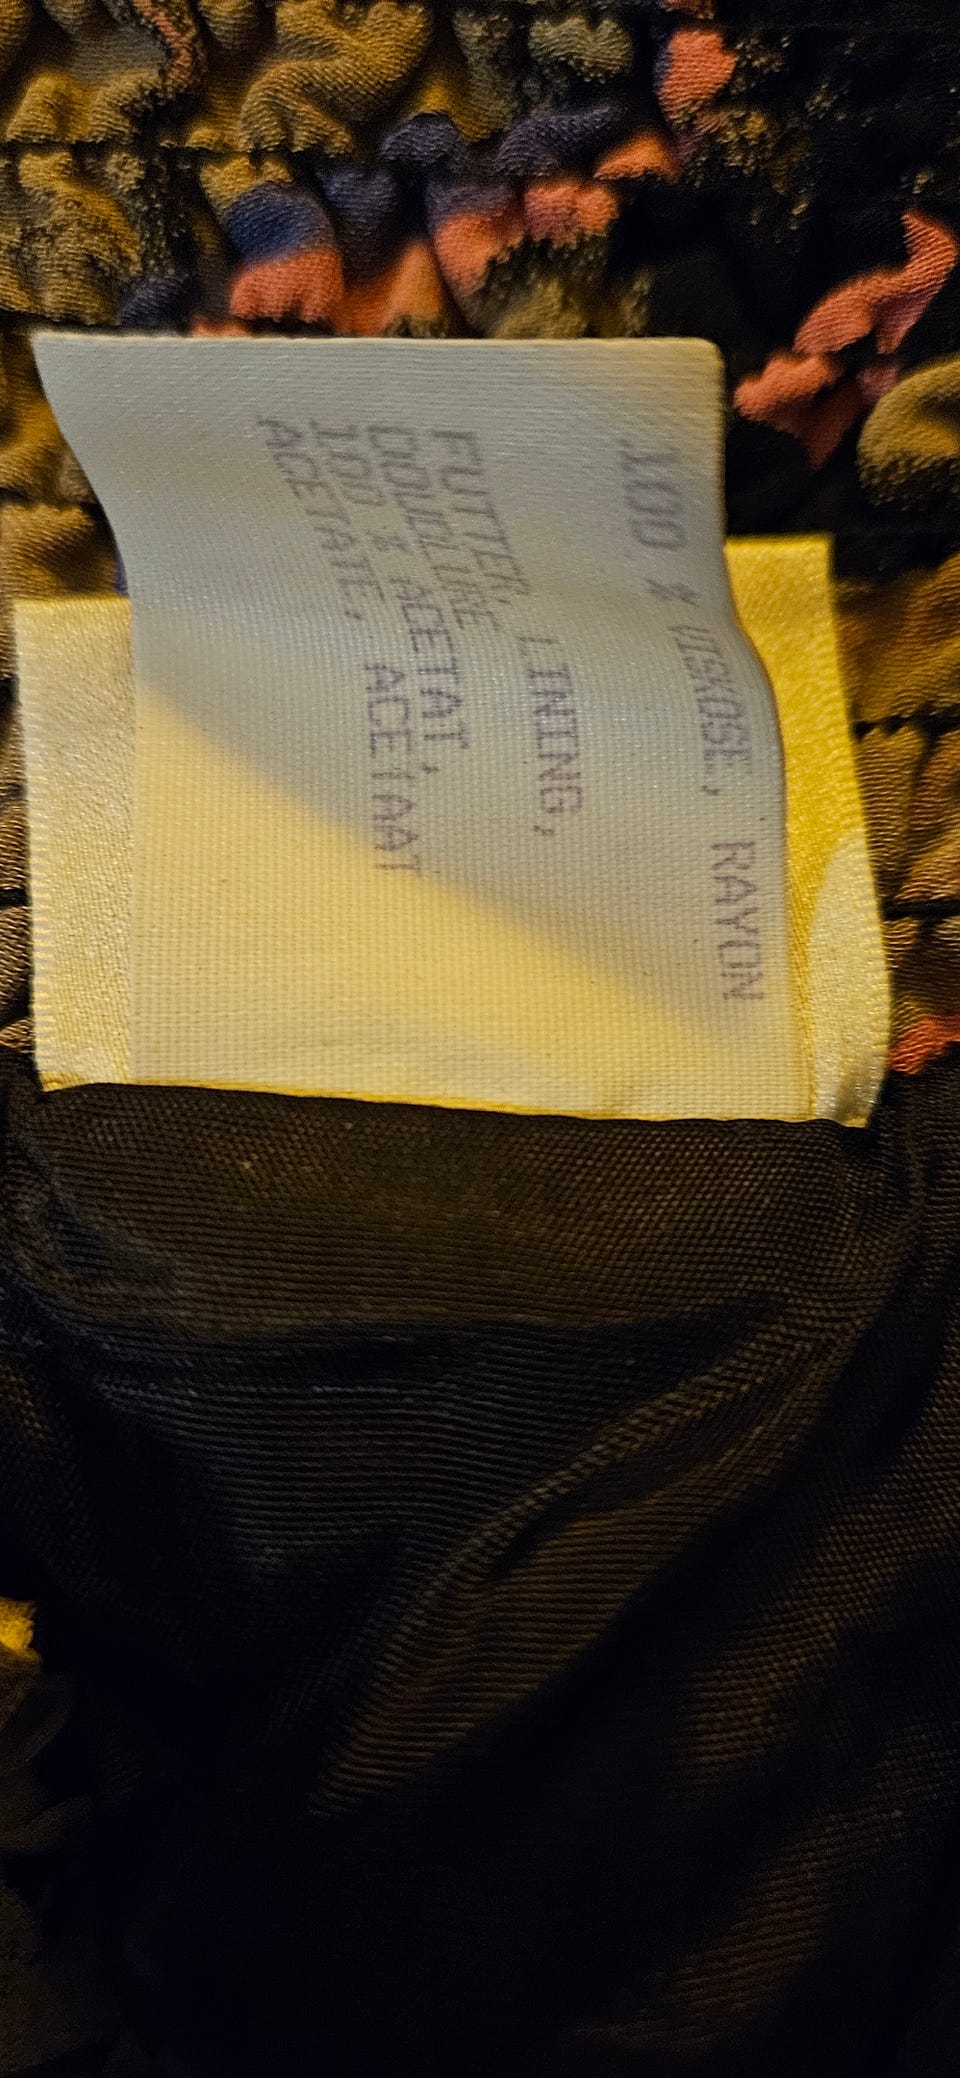 100 % VISKOSE, RAYON
FUTTER, LINING,
DOUBLURE
100 % ACETAT,
ACETATE, ACETAAT